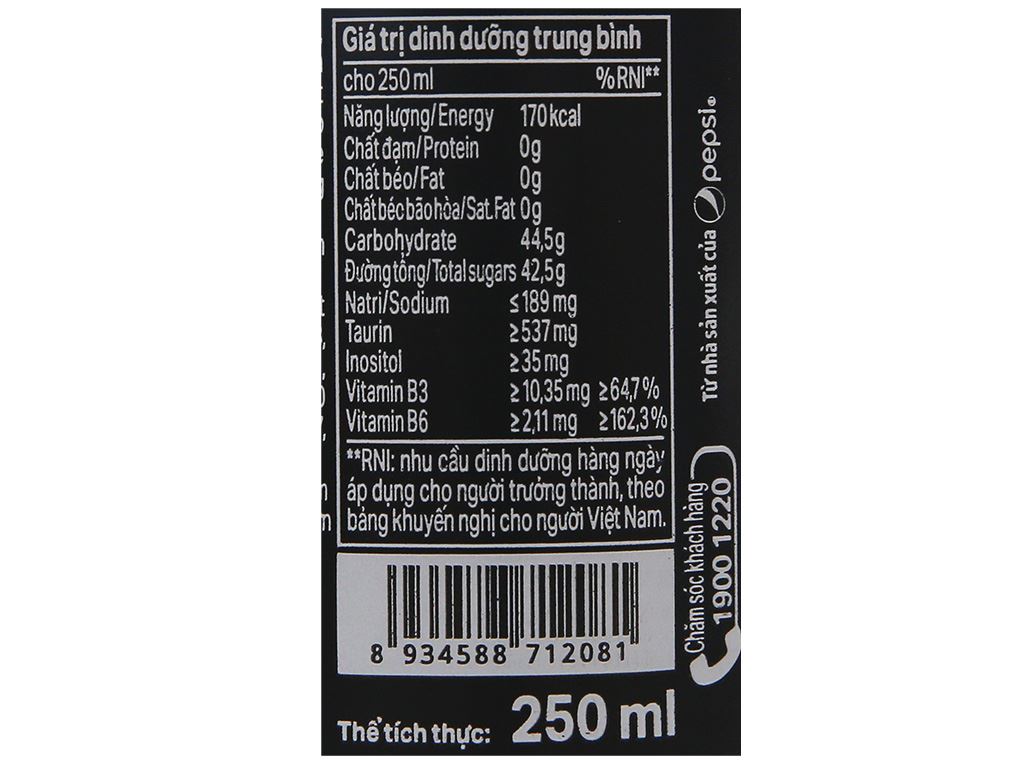 Giá trị dinh dưỡng trung bình
cho 250 ml %RNI**
Năng lượng/Energy 170kcal
Chất đạm/Protein 0g
Chất béo/Fat 0g
Chất béo bão hòa/Sat.Fat 0g
Carbohydrate 44,5g
Đường tổng/Total sugars 42,5g
Natri/Sodium ≤189 mg
Taurin ≥537 mg
Inositol ≥35 mg
Vitamin B3 ≥10,35 mg ≥64,7%
Vitamin B6 ≥2,11 mg ≥162,3%
**RNI: nhu cầu dinh dưỡng hàng ngày
áp dụng cho người trưởng thành, theo
bảng khuyến nghị cho người Việt Nam.
8 934588 712081
Thể tích thực: 250 ml
Từ nhà sản xuất của pepsi®
Chăm sóc khách hàng
1900 1220